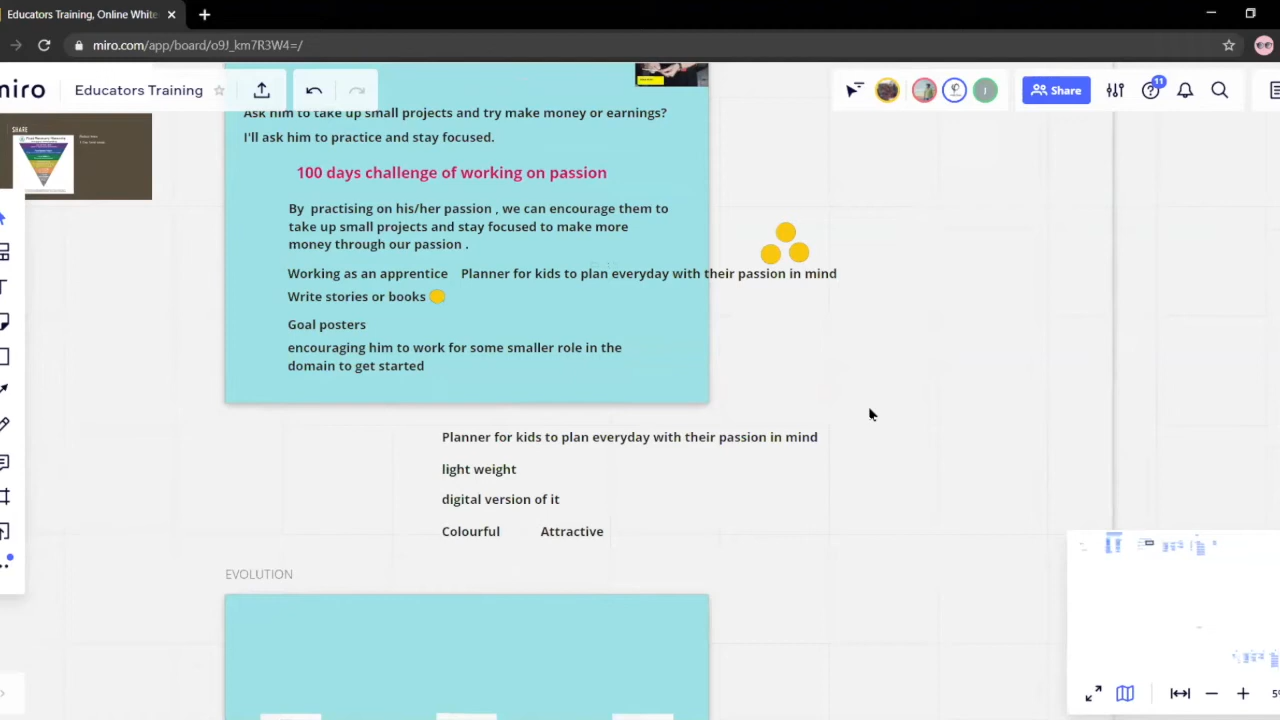 Educators Training, Online White
miro.com/app/board/o9J_km7R3W4=/
miro
Educators Training
Share
11
SHARE
Ask him to take up small projects and try make money or earnings?
I'll ask him to practice and stay focused.
100 days challenge of working on passion
By practising on his/her passion , we can encourage them to
take up small projects and stay focused to make more
money through our passion .
Working as an apprentice Planner for kids to plan everyday with their passion in mind
Write stories or books
Goal posters
encouraging him to work for some smaller role in the
domain to get started
Planner for kids to plan everyday with their passion in mind
light weight
digital version of it
Colourful Attractive
EVOLUTION